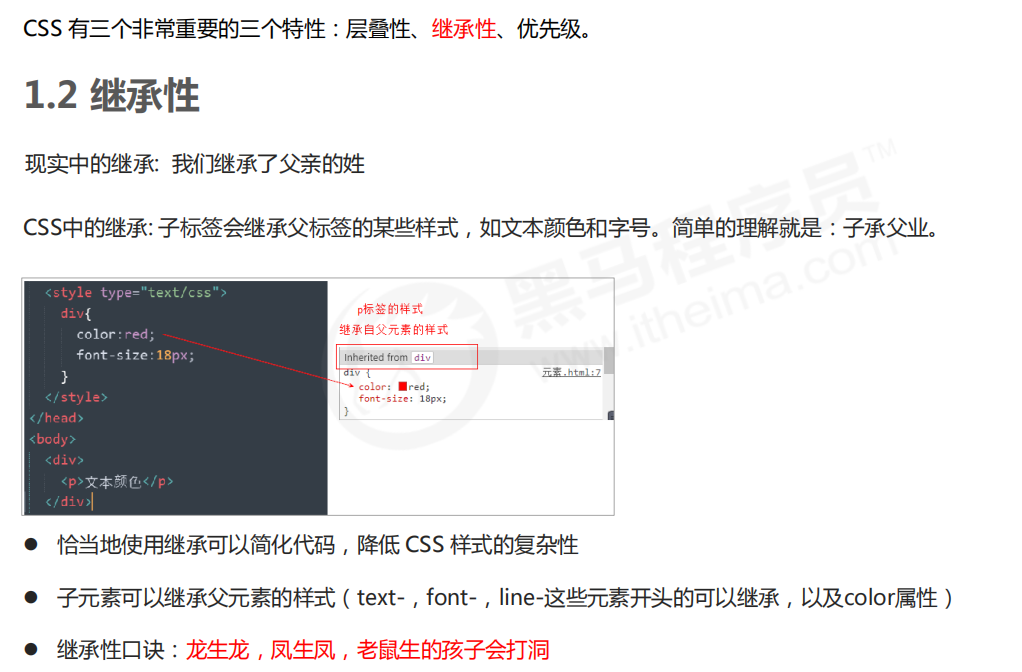 CSS 有三个非常重要的三个特性：层叠性、继承性、优先级。
1.2 继承性
现实中的继承: 我们继承了父亲的姓
CSS中的继承: 子标签会继承父标签的某些样式，如文本颜色和字号。简单的理解就是：子承父业。
<style type="text/css">
div{
color:red;
font-size:18px;
}
</style>
</head>
<body>
<div>
<p>文本颜色</p>
</div>
p标签的样式
继承自父元素的样式
Inherited from div
div {
元素.html:7
color: red;
font-size: 18px;
}
黑马程序员™
www.itheima.com
● 恰当地使用继承可以简化代码，降低 CSS 样式的复杂性
● 子元素可以继承父元素的样式（text-，font-，line-这些元素开头的可以继承，以及color属性）
● 继承性口诀：龙生龙，凤生凤，老鼠生的孩子会打洞